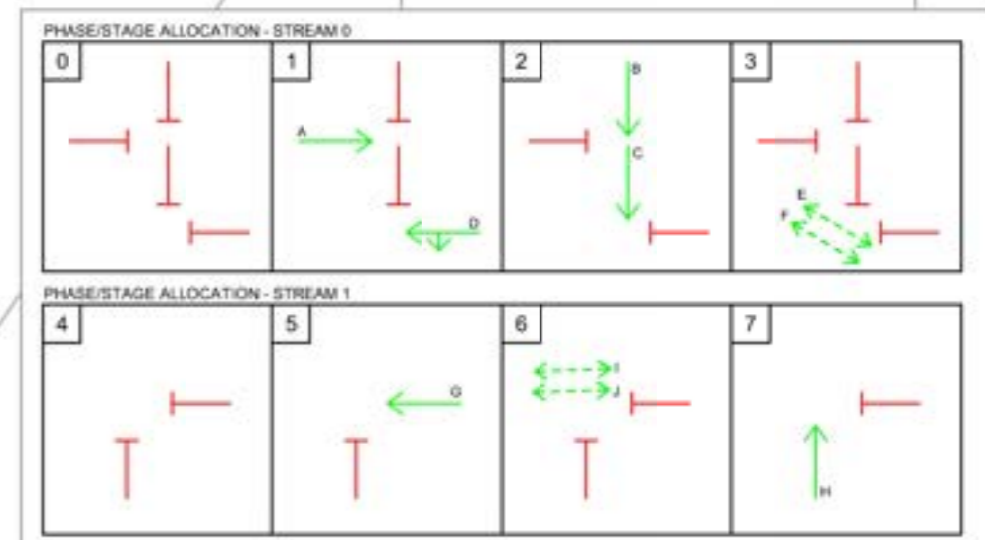 PHASE/STAGE ALLOCATION - STREAM 0
0 1 2 3
B
A
C
E
F
D
PHASE/STAGE ALLOCATION - STREAM 1
4 5 6 7
I
J
G
H